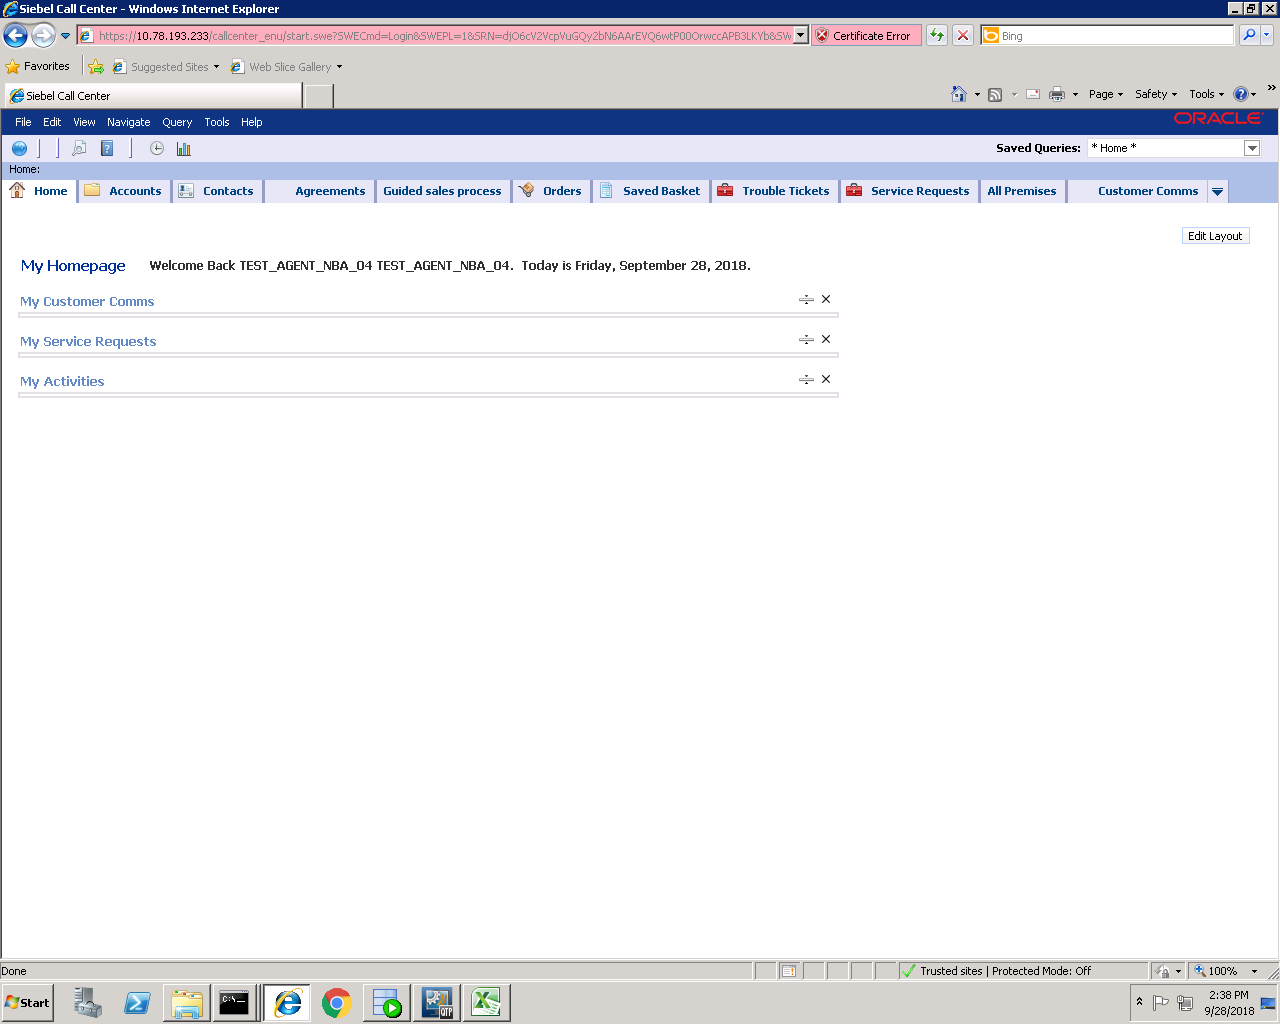 Siebel Call Center - Windows Internet Explorer
https://10.78.193.233/callcenter_enu/start.swe?SWECmd=Login&SWEPL=1&SRN=djO6cV2VcpVuGQy2bN6AArEVQ6wtP00OrwccAPB3LKYb&SW
Certificate Error
Bing
Favorites
Suggested Sites
Web Slice Gallery
Siebel Call Center
Page
Safety
Tools
File Edit View Navigate Query Tools Help
ORACLE
Saved Queries: * Home *
Home:
Home Accounts Contacts Agreements Guided sales process Orders Saved Basket Trouble Tickets Service Requests All Premises Customer Comms
Edit Layout
My Homepage Welcome Back TEST_AGENT_NBA_04 TEST_AGENT_NBA_04. Today is Friday, September 28, 2018.
My Customer Comms
My Service Requests
My Activities
Done
Trusted sites | Protected Mode: Off
100%
Start
C:\
QTP
2:38 PM
9/28/2018